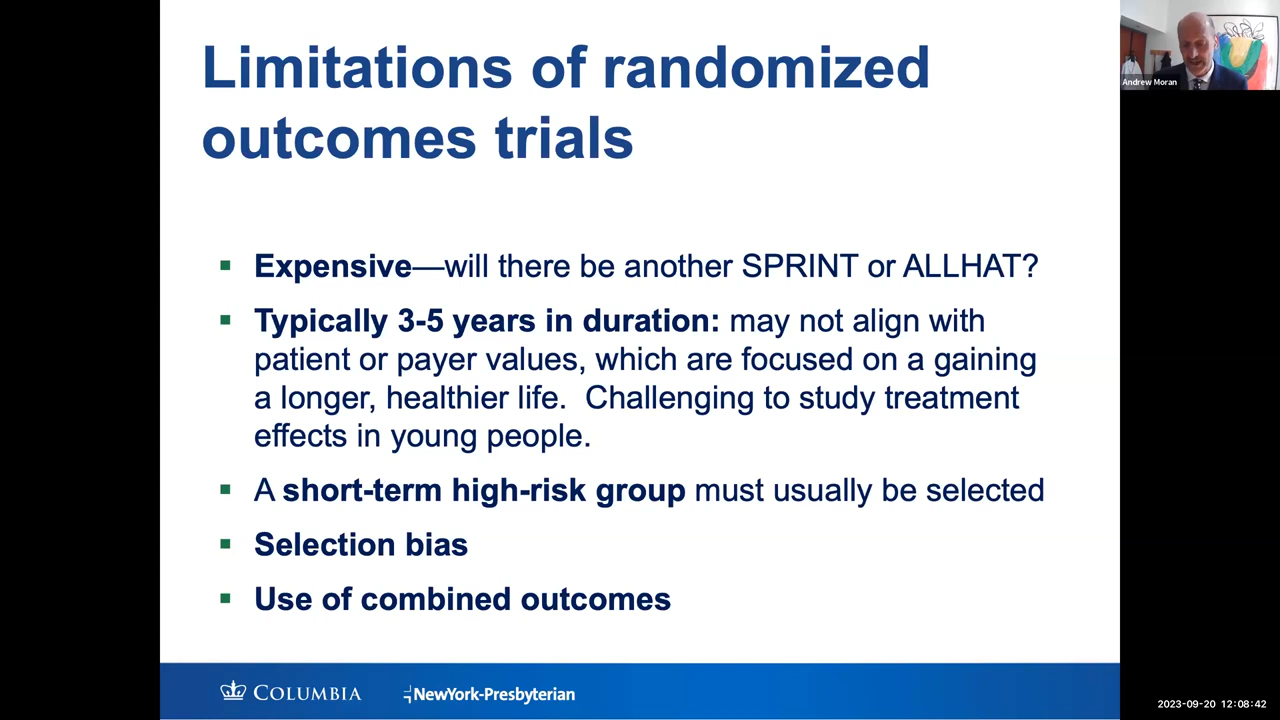 Limitations of randomized
outcomes trials
Andrew Moran
Expensive—will there be another SPRINT or ALLHAT?
Typically 3-5 years in duration: may not align with
patient or payer values, which are focused on a gaining
a longer, healthier life.  Challenging to study treatment
effects in young people.
A short-term high-risk group must usually be selected
Selection bias
Use of combined outcomes
COLUMBIA
NewYork-Presbyterian
2023-09-20 12:08:42